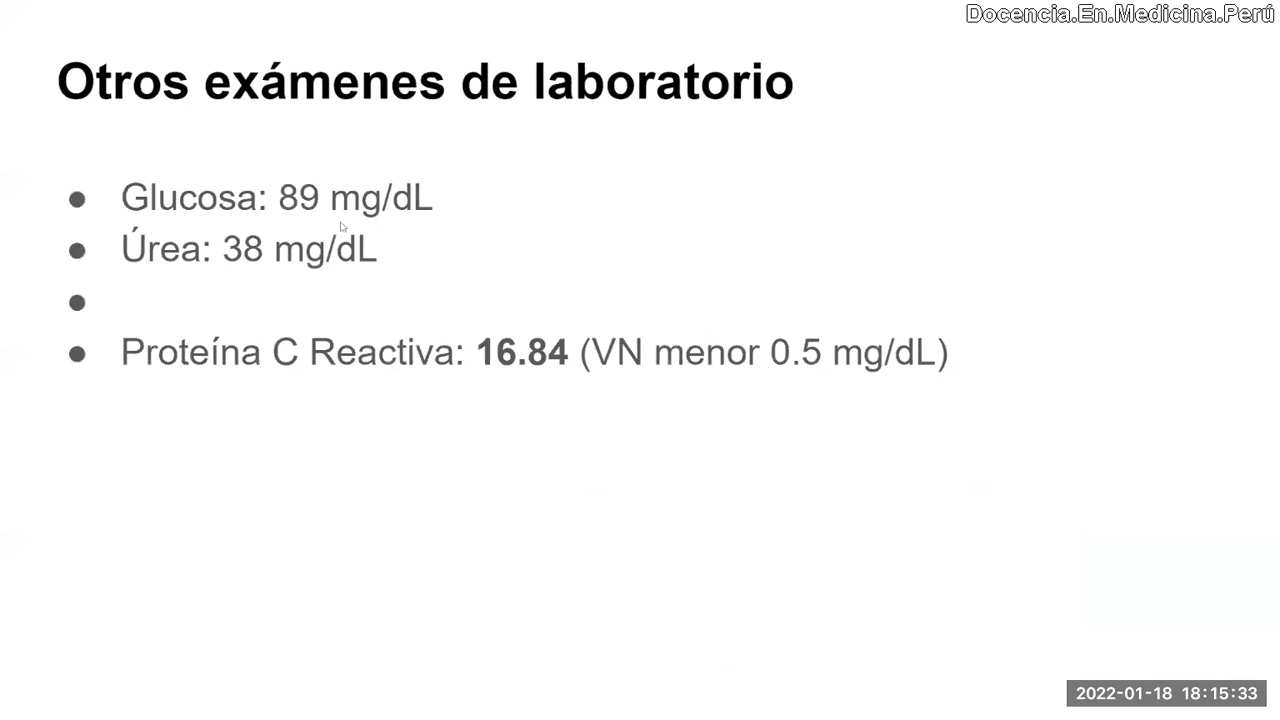 Docencia.En.Medicina.Perú
Otros exámenes de laboratorio
● Glucosa: 89 mg/dL
● Úrea: 38 mg/dL
●
● Proteína C Reactiva: 16.84 (VN menor 0.5 mg/dL)
2022-01-18 18:15:33